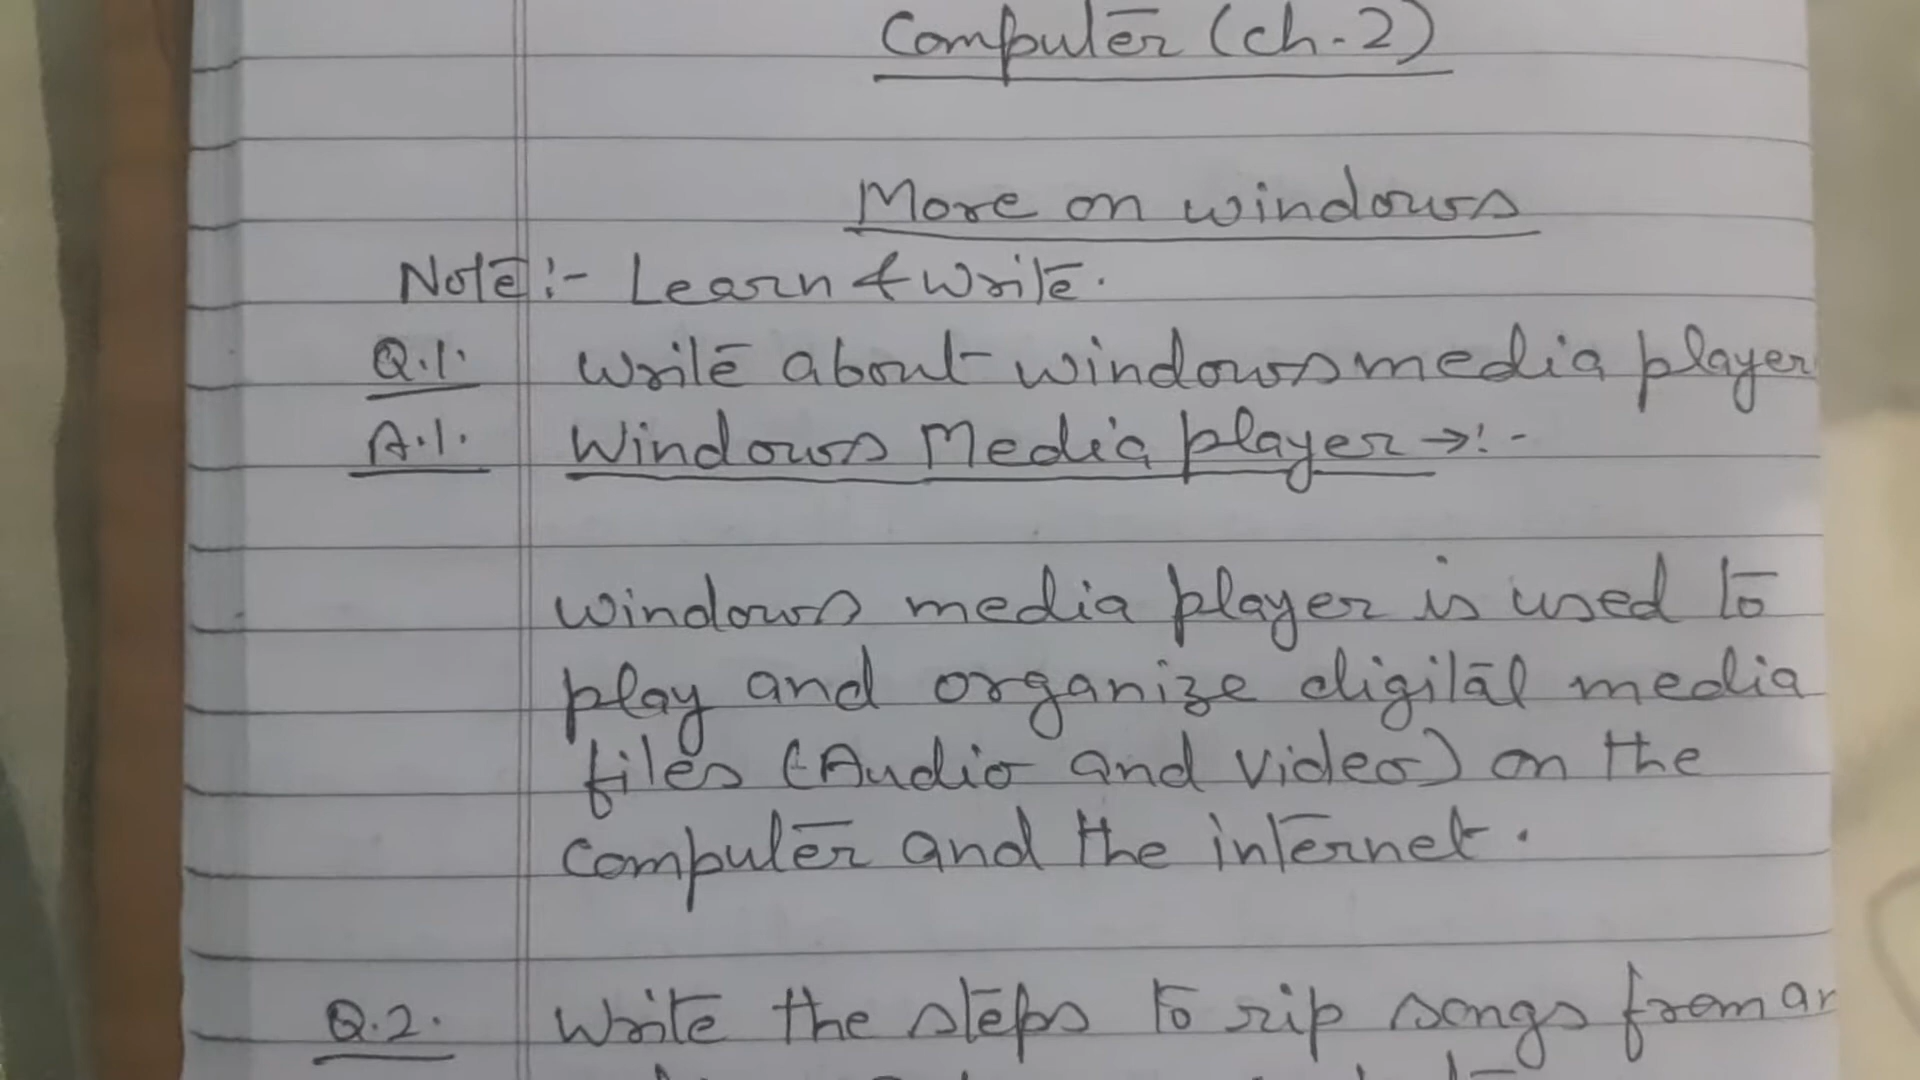 Computer (ch.2)
More on windows
Note:- Learn & write.
Q.1. Write about windows media player
A.1. Windows Media player →:-
windows media player is used to
play and organize digital media
files (Audio and video) on the
computer and the internet.
Q.2. Write the steps to rip songs from an